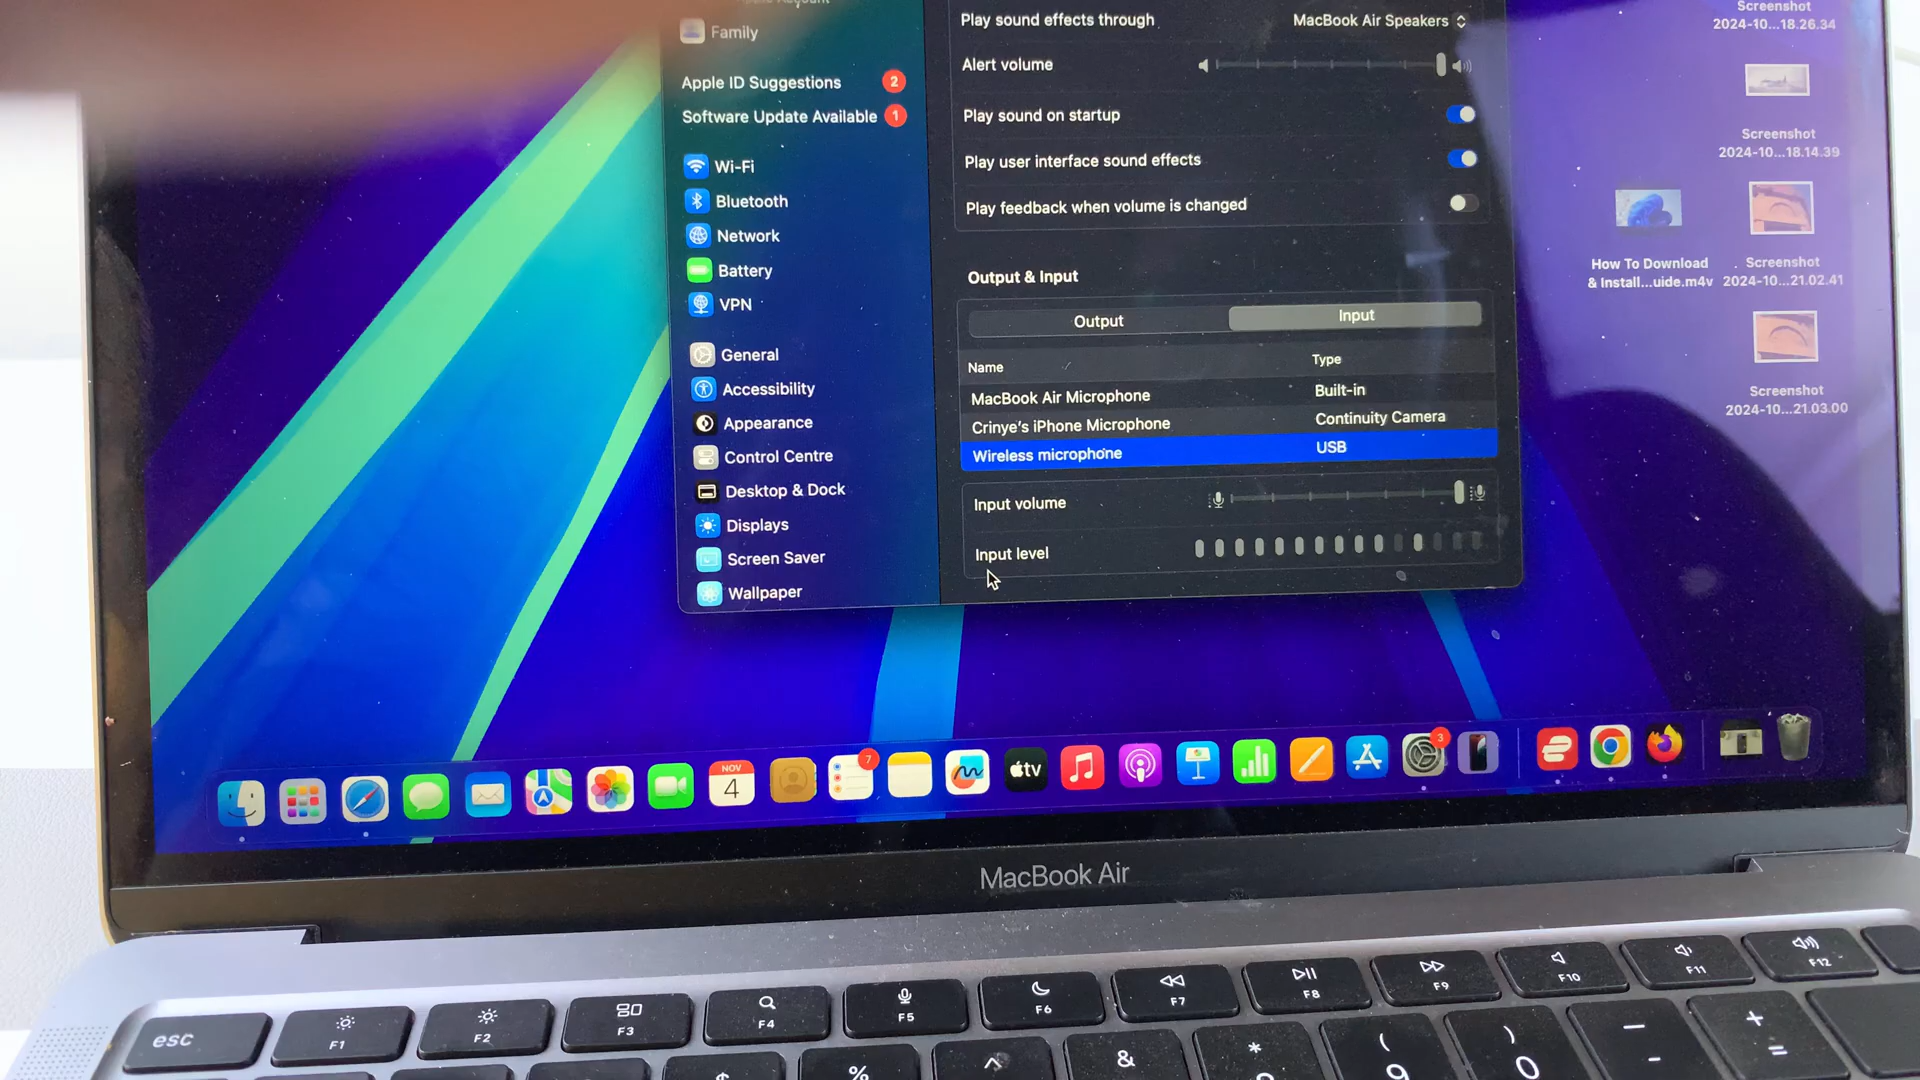 Family
Apple ID Suggestions 2
Software Update Available 1
Wi-Fi
Bluetooth
Network
Battery
VPN
General
Accessibility
Appearance
Control Centre
Desktop & Dock
Displays
Screen Saver
Wallpaper
Play sound effects through MacBook Air Speakers
Alert volume
Play sound on startup
Play user interface sound effects
Play feedback when volume is changed
Output & Input
Output Input
Name Type
MacBook Air Microphone Built-in
Crinye's iPhone Microphone Continuity Camera
Wireless microphone USB
Input volume
Input level
Screenshot
2024-10...18.26.34
Screenshot
2024-10...18.14.39
How To Download
& Install...uide.m4v
Screenshot
2024-10...21.02.41
Screenshot
2024-10...21.03.00
NOV
4
7
tv
3
MacBook Air
esc
F1
F2
F3
F4
F5
F6
F7
F8
F9
F10
F11
F12
%
^
&
*
(
9
)
0
—
-
+
=